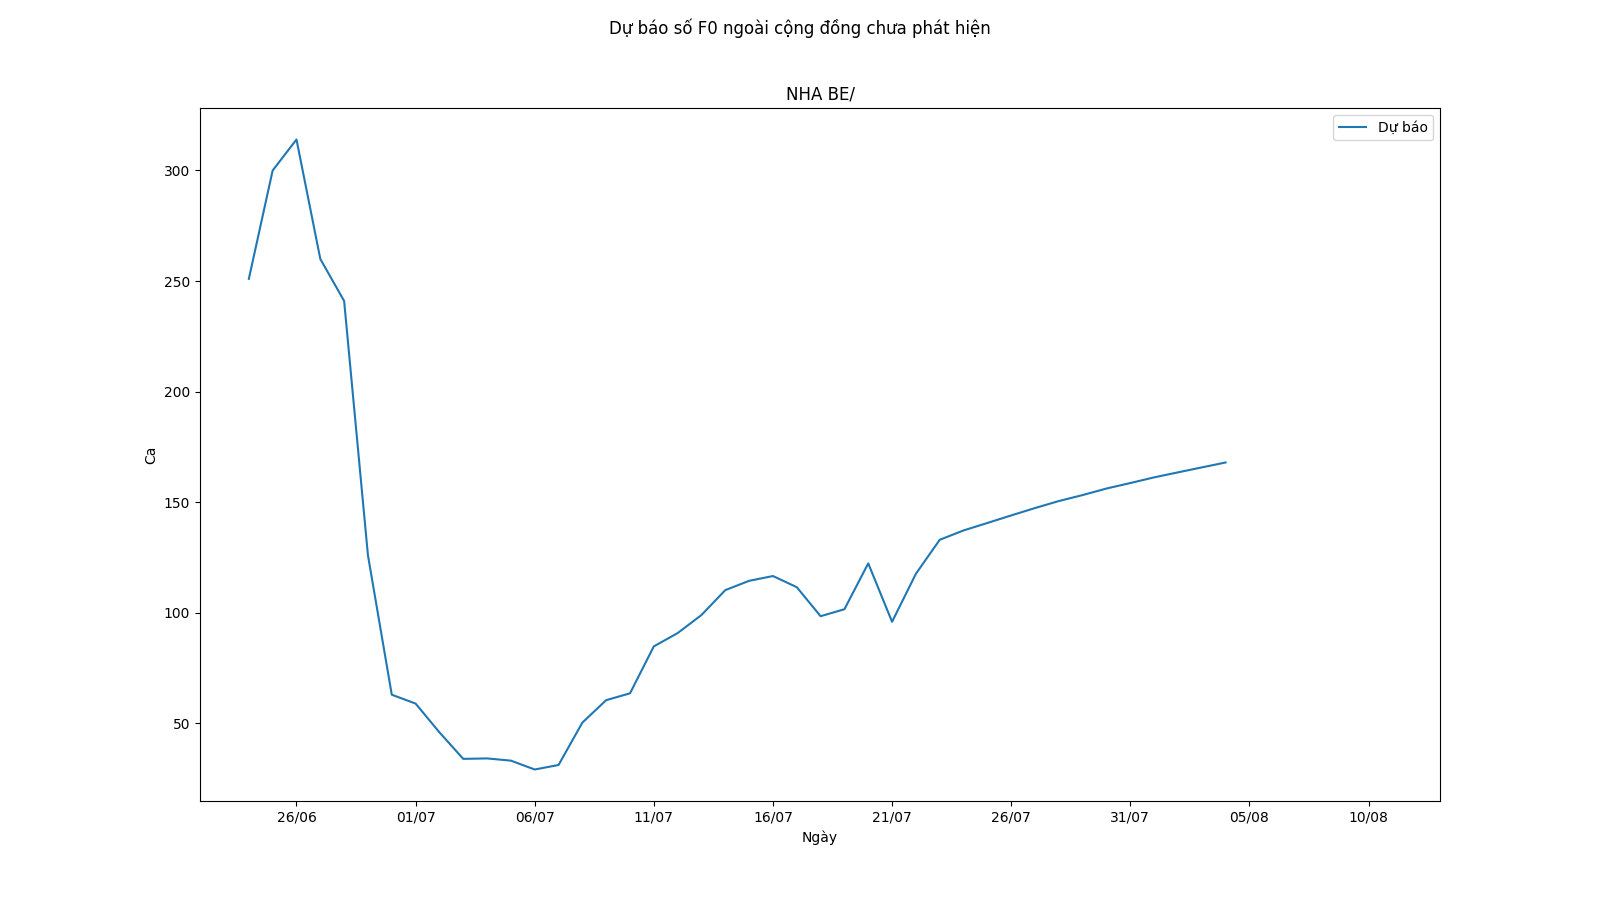 Dự báo số F0 ngoài cộng đồng chưa phát hiện
NHA BE/
Dự báo
300
250
200
150
100
50
Ca
26/06 01/07 06/07 11/07 16/07 21/07 26/07 31/07 05/08 10/08
Ngày